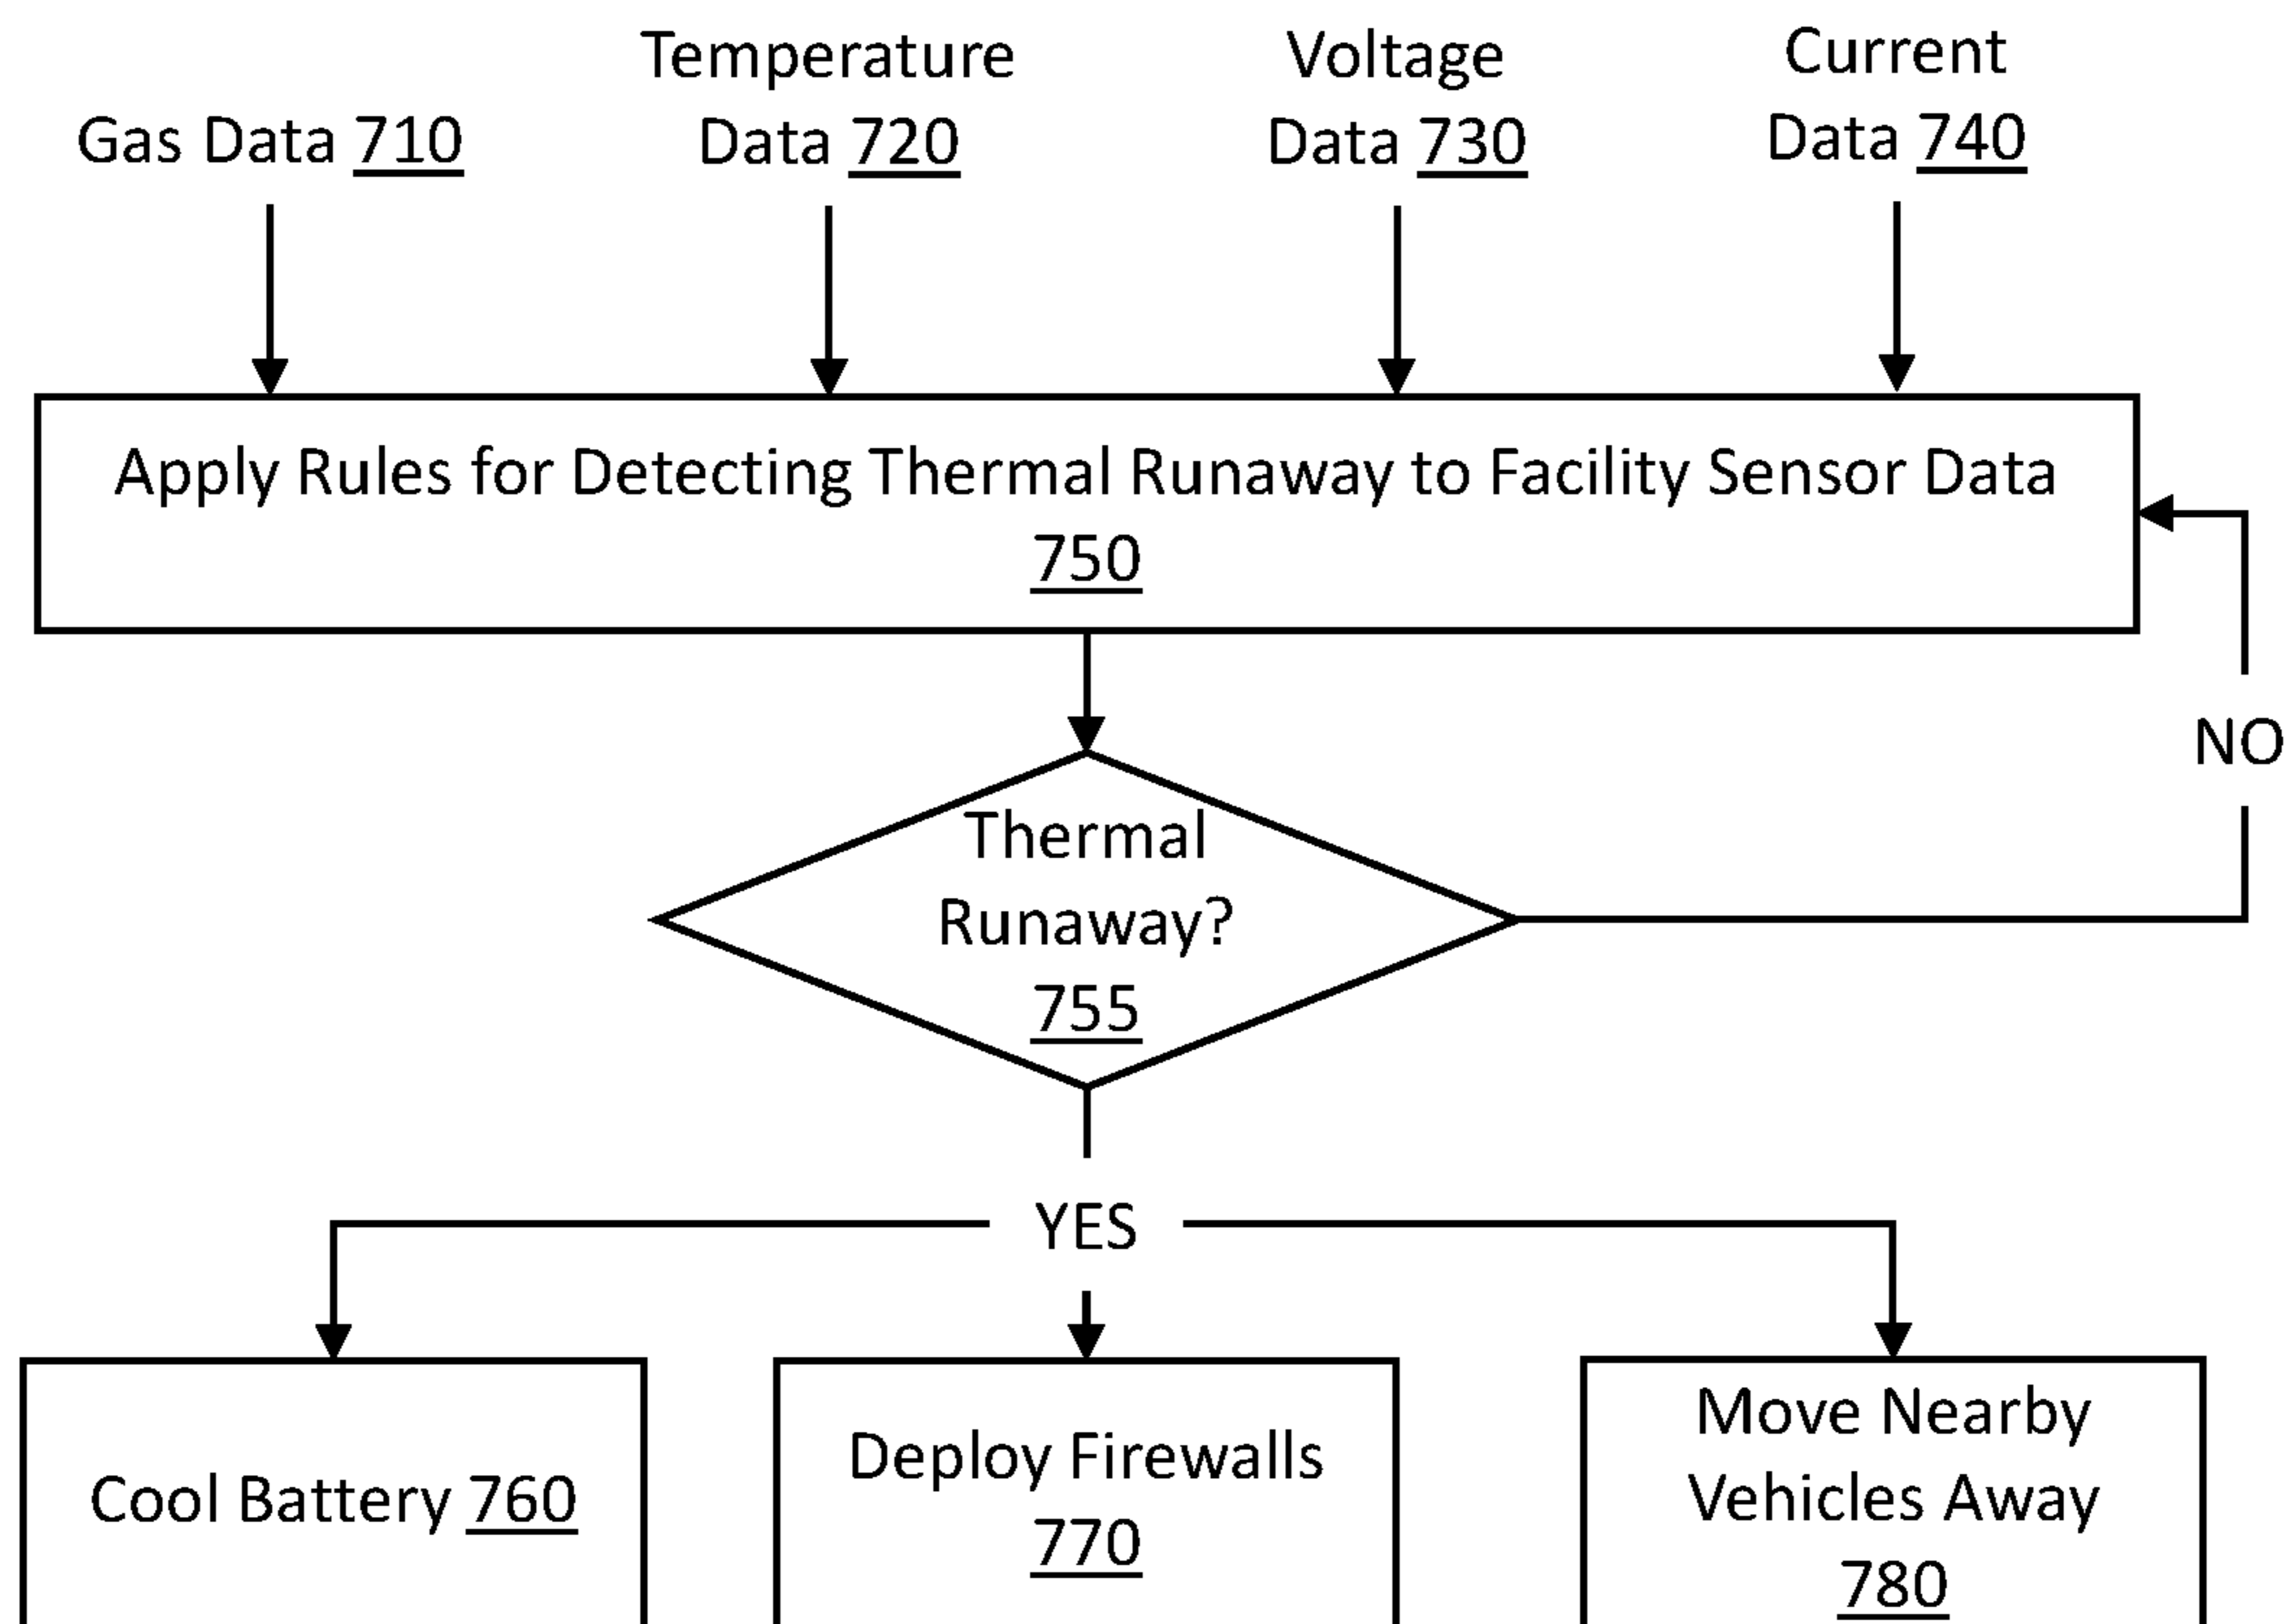 Gas Data 710
Temperature
Data 720
Voltage
Data 730
Current
Data 740
Apply Rules for Detecting Thermal Runaway to Facility Sensor Data
750
NO
Thermal
Runaway?
755
YES
Cool Battery 760
Deploy Firewalls
770
Move Nearby
Vehicles Away
780